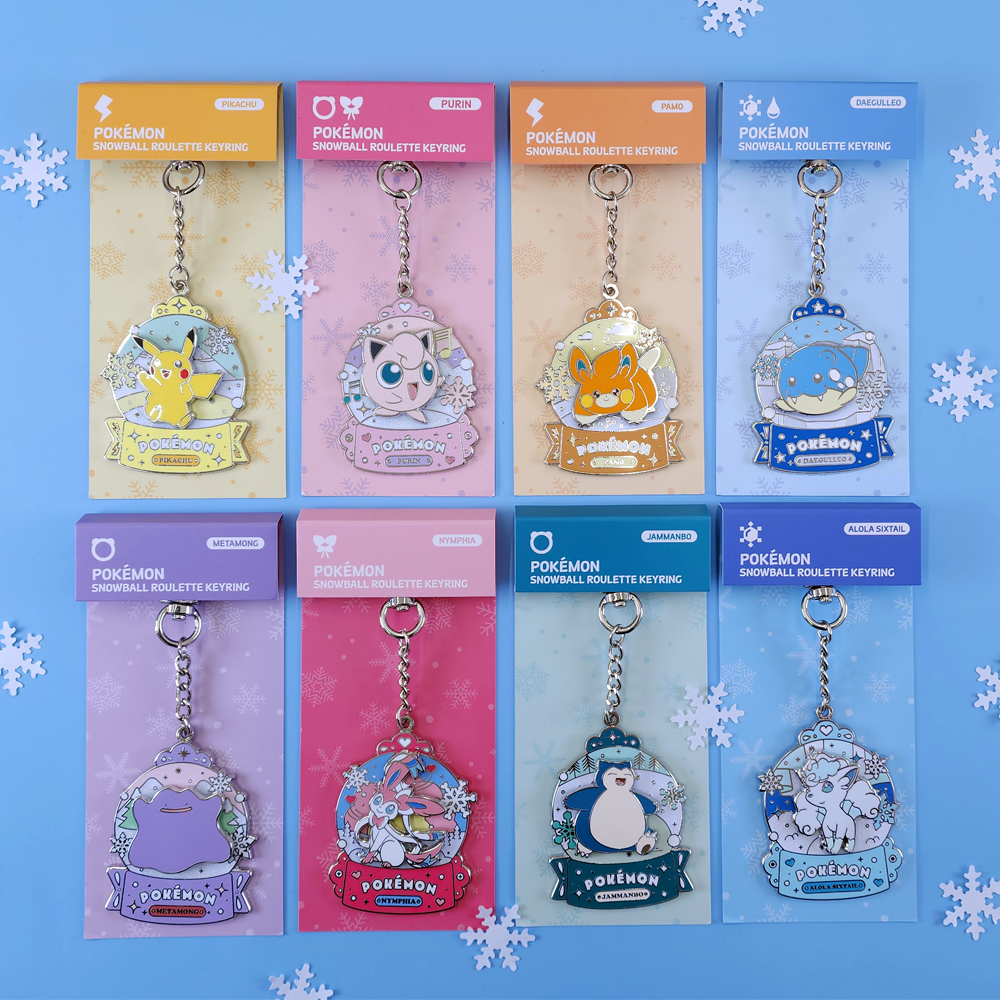 PIKACHU
POKÉMON
SNOWBALL ROULETTE KEYRING
POKÉMON
PIKACHU
PURIN
POKÉMON
SNOWBALL ROULETTE KEYRING
POKÉMON
PURIN
PAMO
POKÉMON
SNOWBALL ROULETTE KEYRING
POKÉMON
PAMO
DAEGULLEO
POKÉMON
SNOWBALL ROULETTE KEYRING
POKÉMON
DAEGULLEO
METAMONG
POKÉMON
SNOWBALL ROULETTE KEYRING
POKÉMON
METAMONG
NYMPHIA
POKÉMON
SNOWBALL ROULETTE KEYRING
POKÉMON
NYMPHIA
JAMMANBO
POKÉMON
SNOWBALL ROULETTE KEYRING
POKÉMON
JAMMANBO
ALOLA SIXTAIL
POKÉMON
SNOWBALL ROULETTE KEYRING
POKÉMON
ALOLA SIXTAIL